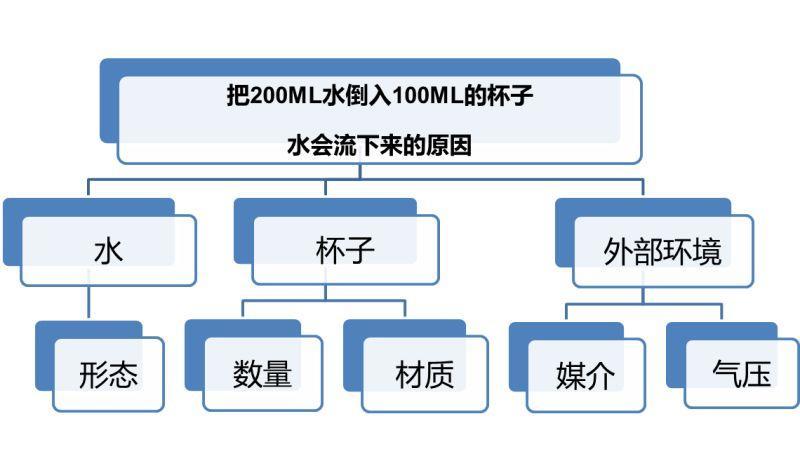 把200ML水倒入100ML的杯子
水会流下来的原因
水
杯子
外部环境
形态
数量
材质
媒介
气压